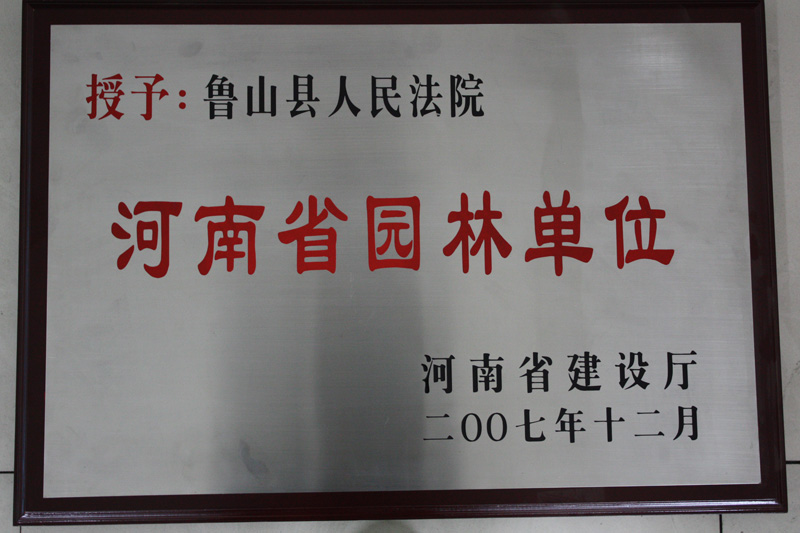 授予:鲁山县人民法院
河南省园林单位
河南省建设厅
二00七年十二月